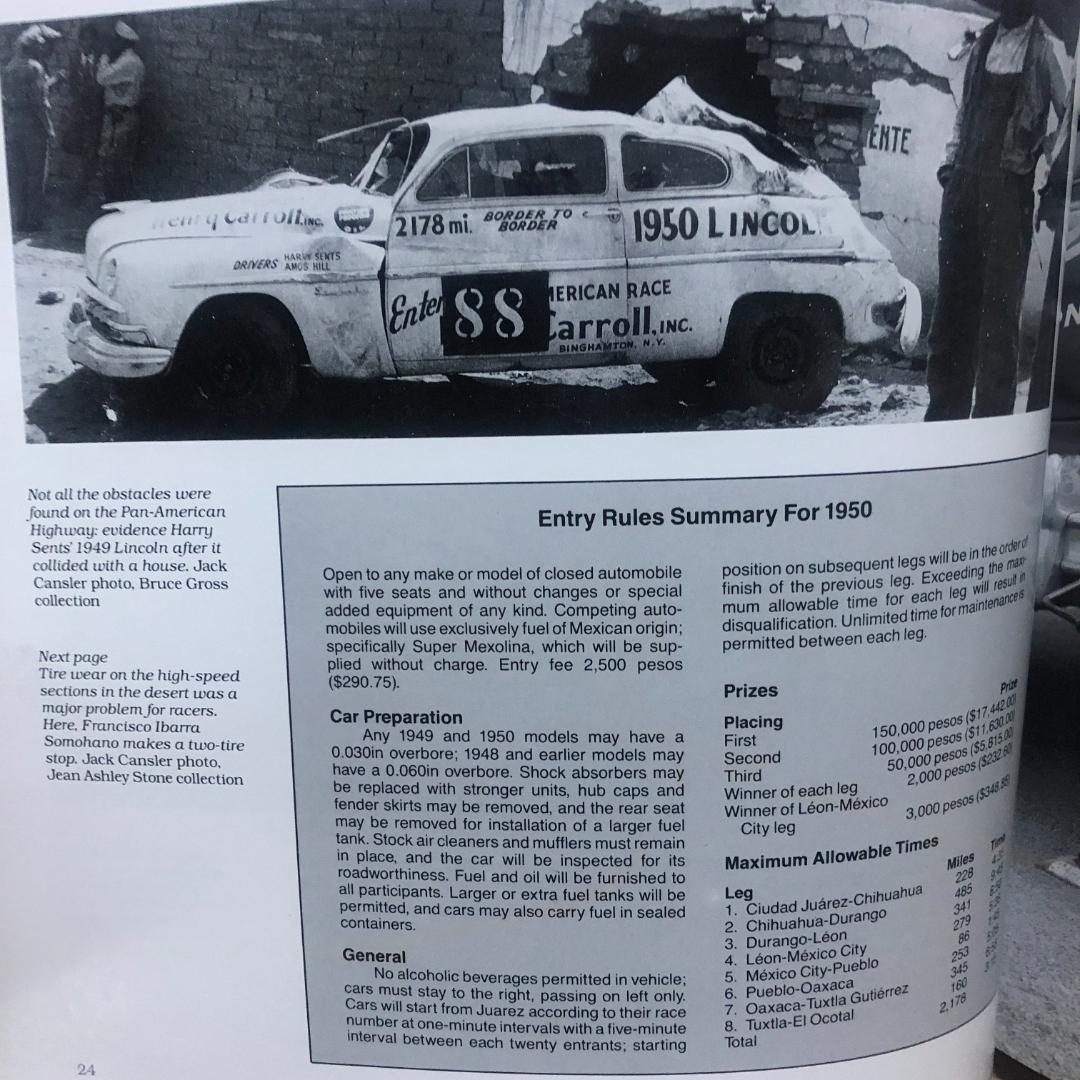 Henry Carroll, INC.
2178 mi.
BORDER TO
BORDER
1950 LINCOL
DRIVERS HARRY SENTS
AMOS HILL
Enter
88
MERICAN RACE
Carroll, INC.
BINGHAMTON, N.Y.
ENTE
Not all the obstacles were
found on the Pan-American
Highway: evidence Harry
Sents' 1949 Lincoln after it
collided with a house. Jack
Cansler photo, Bruce Gross
collection
Next page
Tire wear on the high-speed
sections in the desert was a
major problem for racers.
Here, Francisco Ibarra
Somohano makes a two-tire
stop. Jack Cansler photo,
Jean Ashley Stone collection
24
Entry Rules Summary For 1950
Open to any make or model of closed automobile
with five seats and without changes or special
added equipment of any kind. Competing auto-
mobiles will use exclusively fuel of Mexican origin;
specifically Super Mexolina, which will be sup-
plied without charge. Entry fee 2,500 pesos
($290.75).
Car Preparation
Any 1949 and 1950 models may have a
0.030in overbore; 1948 and earlier models may
have a 0.060in overbore. Shock absorbers may
be replaced with stronger units, hub caps and
fender skirts may be removed, and the rear seat
may be removed for installation of a larger fuel
tank. Stock air cleaners and mufflers must remain
in place, and the car will be inspected for its
roadworthiness. Fuel and oil will be furnished to
all participants. Larger or extra fuel tanks will be
permitted, and cars may also carry fuel in sealed
containers.
General
No alcoholic beverages permitted in vehicle;
cars must stay to the right, passing on left only.
Cars will start from Juarez according to their race
number at one-minute intervals with a five-minute
interval between each twenty entrants; starting
position on subsequent legs will be in the order of
finish of the previous leg. Exceeding the maxi-
mum allowable time for each leg will result in
disqualification. Unlimited time for maintenance is
permitted between each leg.
Prizes
Placing Prize
First 150,000 pesos ($17,442.00)
Second 100,000 pesos ($11,630.00)
Third 50,000 pesos ($5,815.00)
Winner of each leg 2,000 pesos ($232.60)
Winner of Léon-México
City leg 3,000 pesos ($348.85)
Maximum Allowable Times
Leg Miles Time
1. Ciudad Juárez-Chihuahua 228
2. Chihuahua-Durango 485
3. Durango-Léon 341
4. Léon-México City 279
5. México City-Pueblo 86
6. Pueblo-Oaxaca 253
7. Oaxaca-Tuxtla Gutiérrez 345
8. Tuxtla-El Ocotal 160
Total 2,178